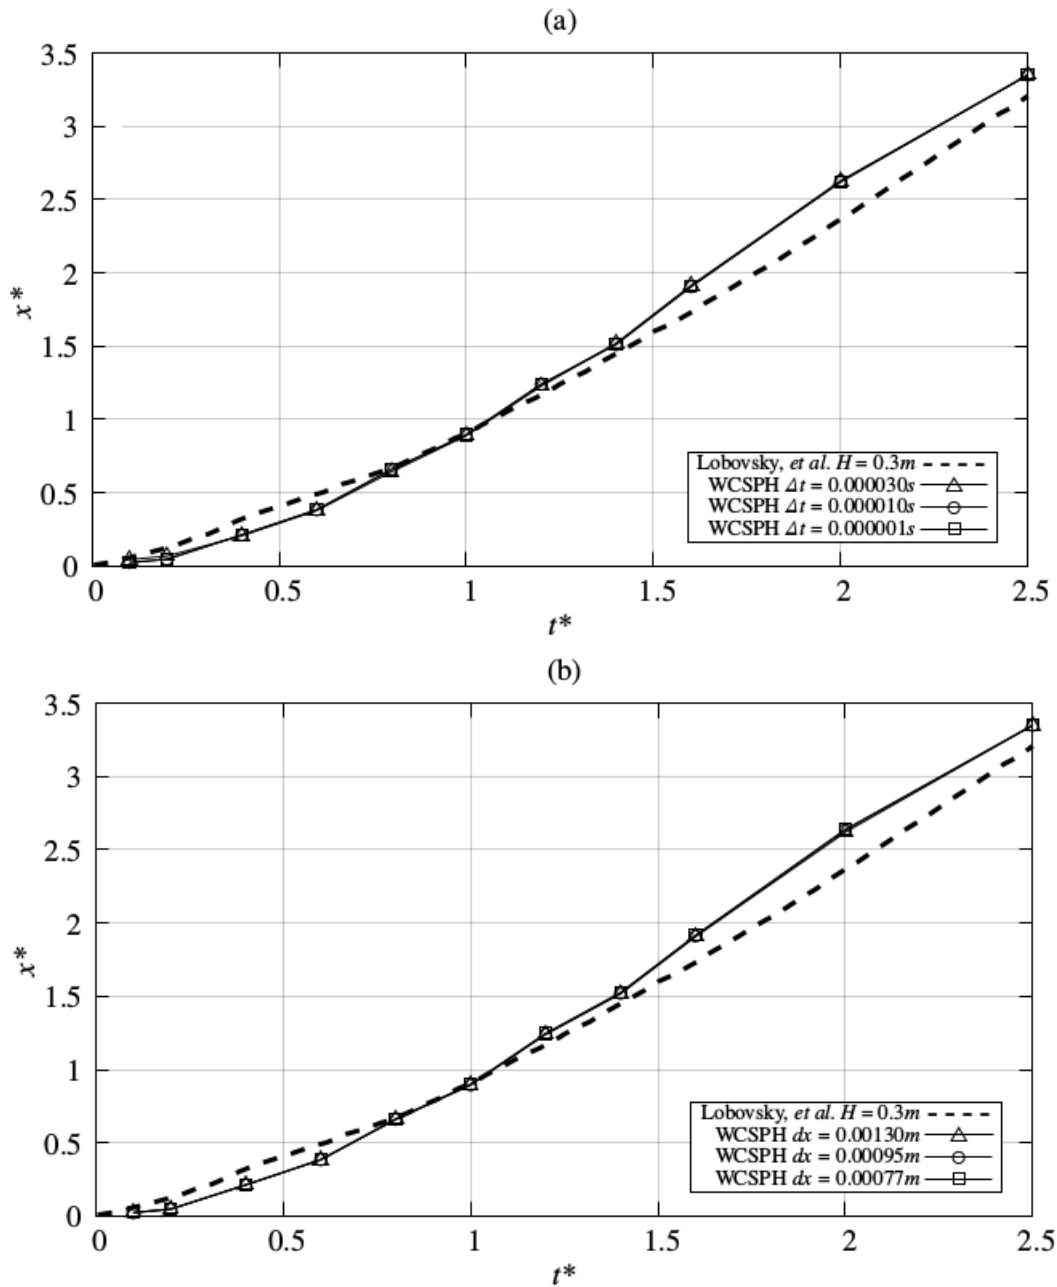 (a)
3.5
3
2.5
2
1.5
1
0.5
0
x*
Lobovsky, et al. H = 0.3m
WCSPH Δt = 0.000030s
WCSPH Δt = 0.000010s
WCSPH Δt = 0.000001s
0 0.5 1 1.5 2 2.5
t*
(b)
3.5
3
2.5
2
1.5
1
0.5
0
x*
Lobovsky, et al. H = 0.3m
WCSPH dx = 0.00130m
WCSPH dx = 0.00095m
WCSPH dx = 0.00077m
0 0.5 1 1.5 2 2.5
t*